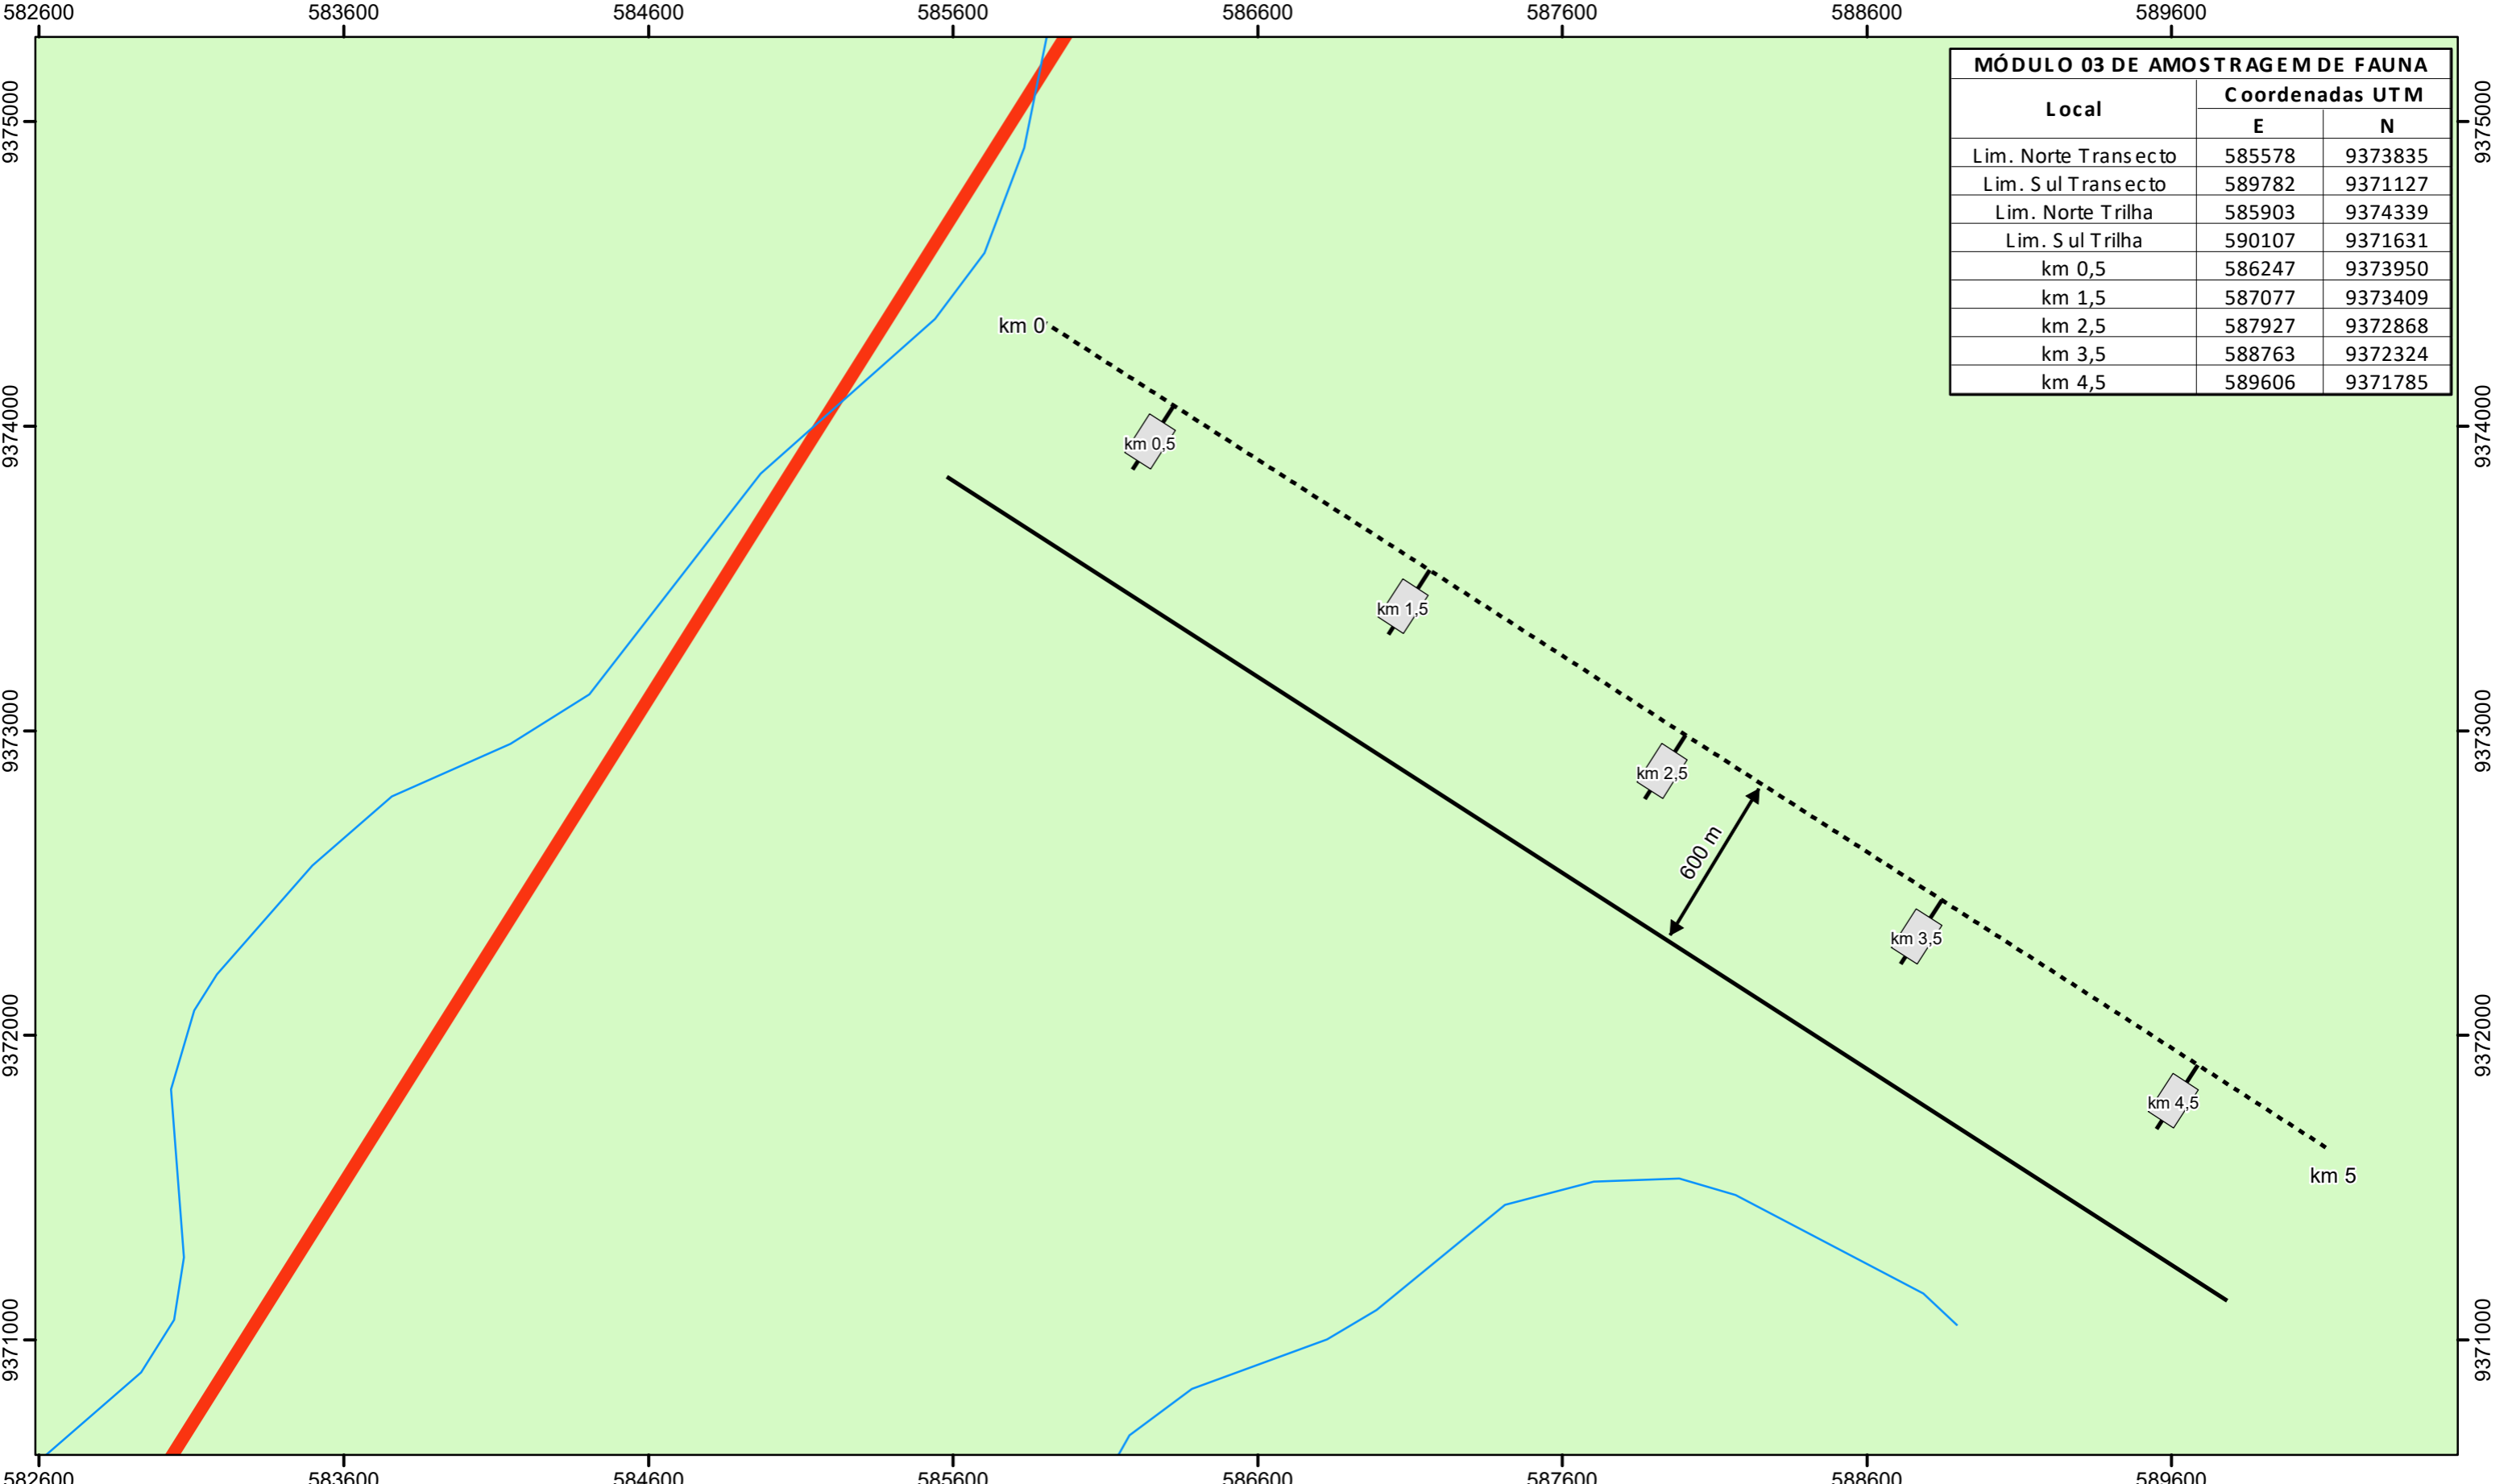 582600 583600 584600 585600 586600 587600 588600 589600
MÓDULO 03 DE AMOSTRAGEM DE FAUNA
Local
Coordenadas UTM
E N
Lim. Norte Transecto 585578 9373835
Lim. Sul Transecto 589782 9371127
Lim. Norte Trilha 585903 9374339
Lim. Sul Trilha 590107 9371631
km 0,5 586247 9373950
km 1,5 587077 9373409
km 2,5 587927 9372868
km 3,5 588763 9372324
km 4,5 589606 9371785
9375000 9375000
km 0
9374000 9374000
km 0,5
km 1,5
9373000 9373000
km 2,5
600 m
km 3,5
9372000 9372000
km 4,5
km 5
9371000 9371000
582600 583600 584600 585600 586600 587600 588600 589600